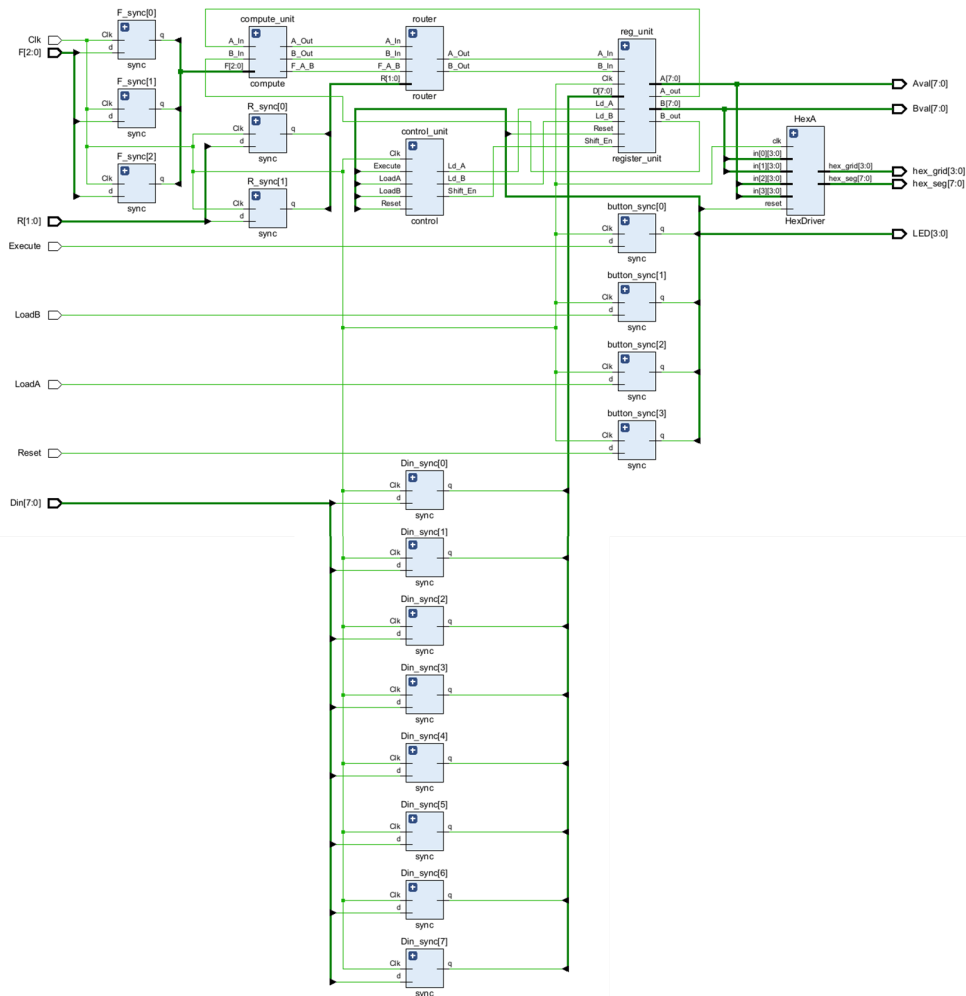 F_sync[0]
Clk
d
q
sync
F_sync[1]
Clk
d
q
sync
F_sync[2]
Clk
d
q
sync
Clk
F[2:0]
R[1:0]
Execute
LoadB
LoadA
Reset
Din[7:0]
compute_unit
A_In
B_In
F[2:0]
A_Out
B_Out
F_A_B
compute
R_sync[0]
Clk
d
q
sync
R_sync[1]
Clk
d
q
sync
router
A_In
B_In
F_A_B
R[1:0]
A_Out
B_Out
router
control_unit
Clk
Execute
LoadA
LoadB
Reset
Ld_A
Ld_B
Shift_En
control
reg_unit
A_In
B_In
Clk
D[7:0]
Ld_A
Ld_B
Reset
Shift_En
A[7:0]
A_out
B[7:0]
B_out
register_unit
HexA
clk
in[0][3:0]
in[1][3:0]
in[2][3:0]
in[3][3:0]
reset
hex_grid[3:0]
hex_seg[7:0]
HexDriver
Aval[7:0]
Bval[7:0]
hex_grid[3:0]
hex_seg[7:0]
LED[3:0]
button_sync[0]
Clk
d
q
sync
button_sync[1]
Clk
d
q
sync
button_sync[2]
Clk
d
q
sync
button_sync[3]
Clk
d
q
sync
Din_sync[0]
Clk
d
q
sync
Din_sync[1]
Clk
d
q
sync
Din_sync[2]
Clk
d
q
sync
Din_sync[3]
Clk
d
q
sync
Din_sync[4]
Clk
d
q
sync
Din_sync[5]
Clk
d
q
sync
Din_sync[6]
Clk
d
q
sync
Din_sync[7]
Clk
d
q
sync